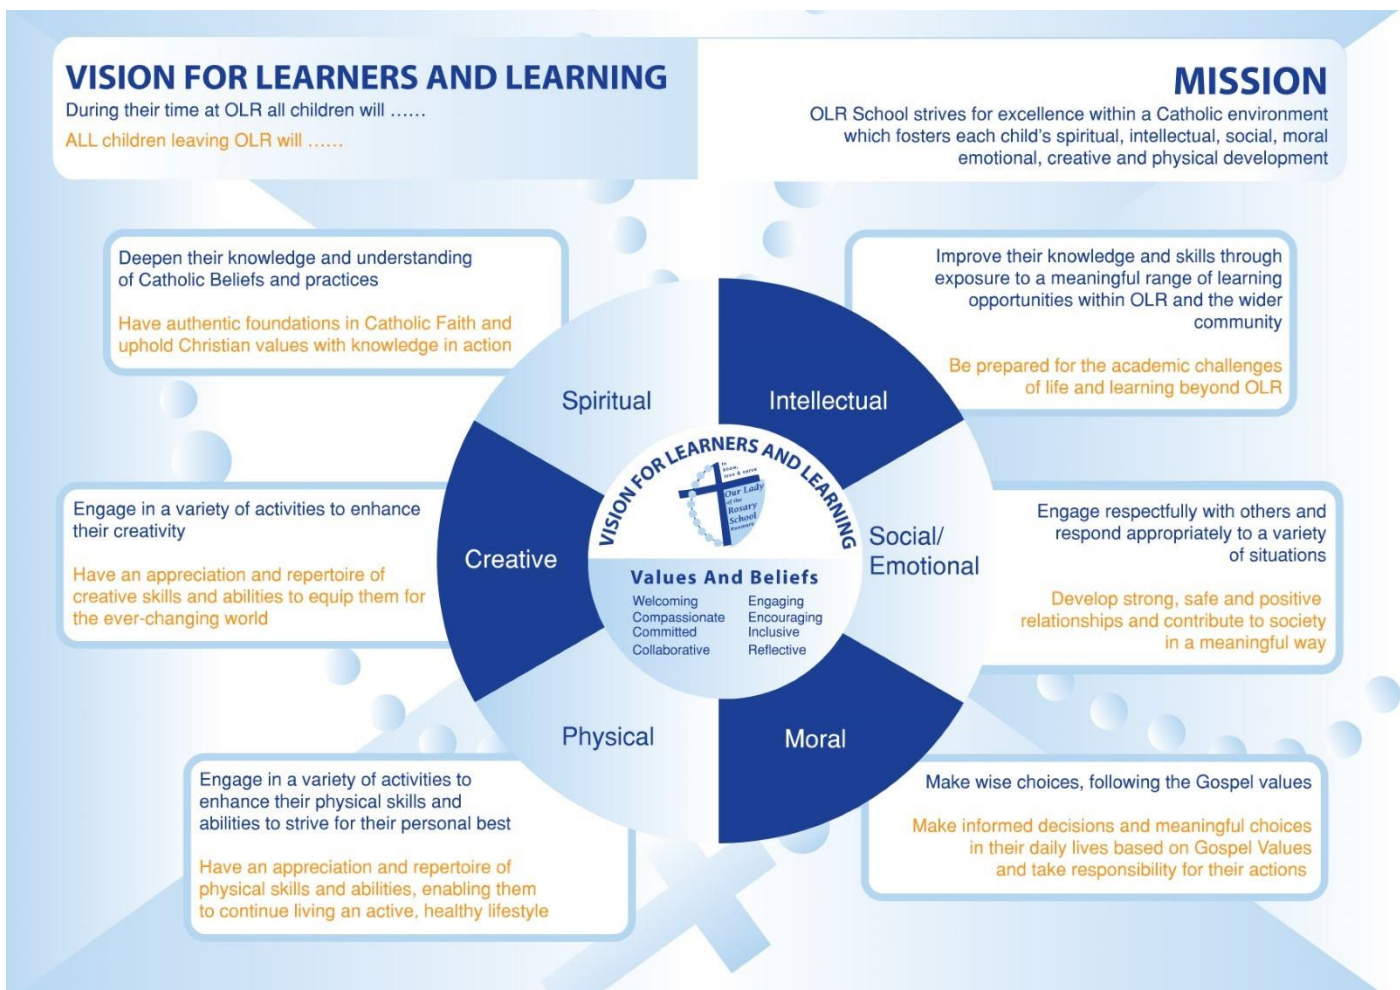 VISION FOR LEARNERS AND LEARNING
During their time at OLR all children will ......
ALL children leaving OLR will ......
MISSION
OLR School strives for excellence within a Catholic environment
which fosters each child's spiritual, intellectual, social, moral
emotional, creative and physical development
Deepen their knowledge and understanding
of Catholic Beliefs and practices
Have authentic foundations in Catholic Faith and
uphold Christian values with knowledge in action
Improve their knowledge and skills through
exposure to a meaningful range of learning
opportunities within OLR and the wider
community
Be prepared for the academic challenges
of life and learning beyond OLR
Spiritual
Intellectual
Engage in a variety of activities to enhance
their creativity
Have an appreciation and repertoire of
creative skills and abilities to equip them for
the ever-changing world
Creative
VISION FOR LEARNERS AND LEARNING
to
know,
love & serve
Our Lady
of the
Rosary
School
Values And Beliefs
Welcoming Engaging
Compassionate Encouraging
Committed Inclusive
Collaborative Reflective
Social/
Emotional
Engage respectfully with others and
respond appropriately to a variety
of situations
Develop strong, safe and positive
relationships and contribute to society
in a meaningful way
Physical
Moral
Engage in a variety of activities to
enhance their physical skills and
abilities to strive for their personal best
Have an appreciation and repertoire of
physical skills and abilities, enabling them
to continue living an active, healthy lifestyle
Make wise choices, following the Gospel values
Make informed decisions and meaningful choices
in their daily lives based on Gospel Values
and take responsibility for their actions